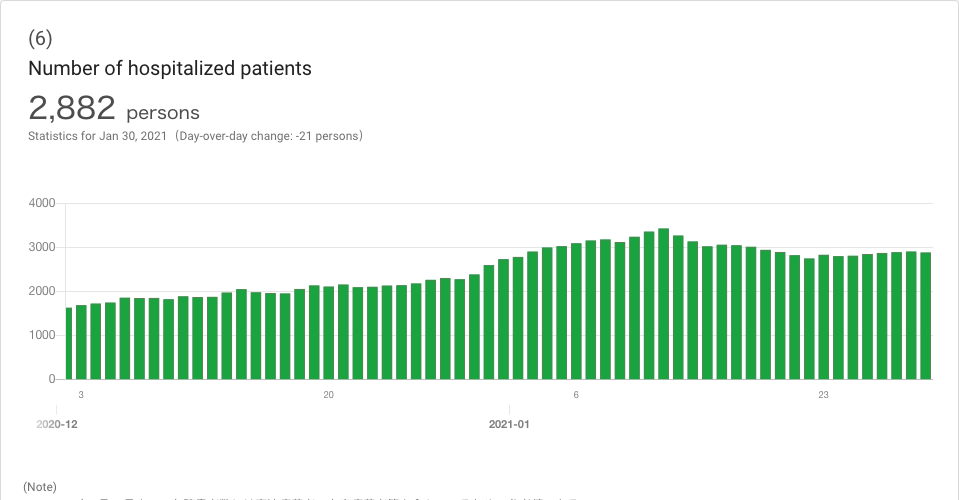 (6)
Number of hospitalized patients
2,882 persons
Statistics for Jan 30, 2021（Day-over-day change: -21 persons）
4000
3000
2000
1000
0
3 20 6 23
2020-12 2021-01
(Note)